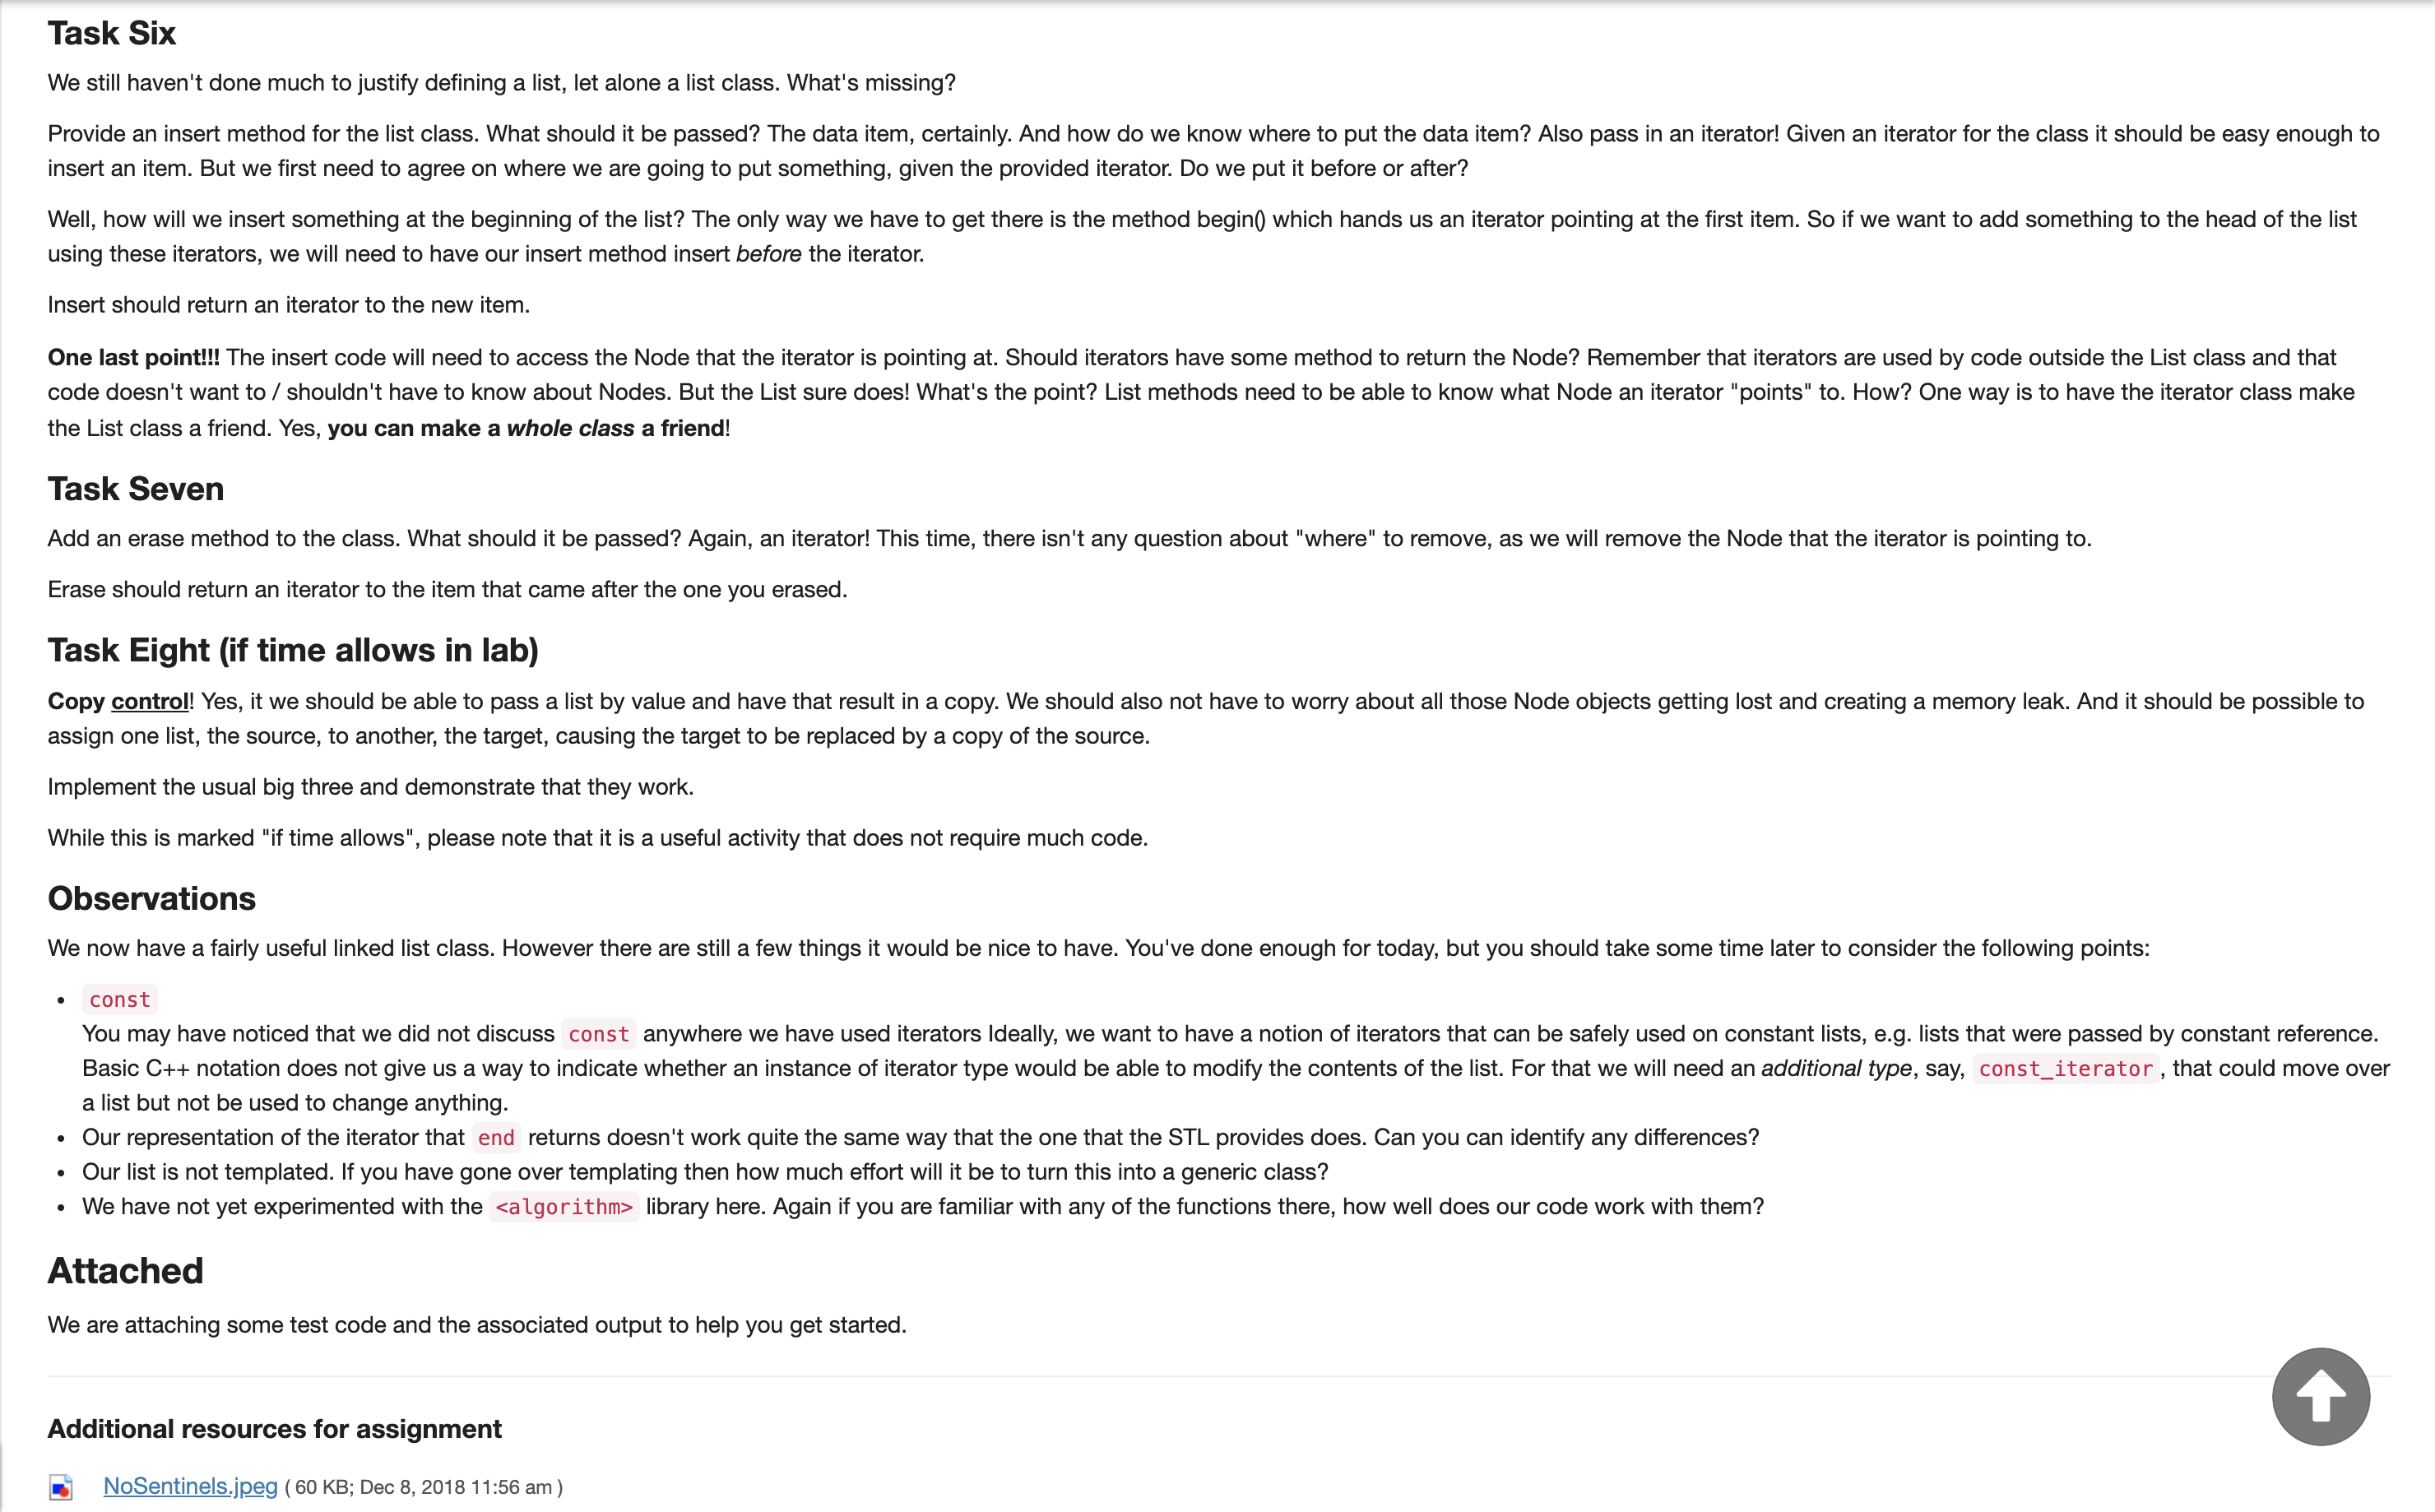 Task Six
We still haven't done much to justify defining a list, let alone a list class. What's missing?
Provide an insert method for the list class. What should it be passed? The data item, certainly. And how do we know where to put the data item? Also pass in an iterator! Given an iterator for the class it should be easy enough to
insert an item. But we first need to agree on where we are going to put something, given the provided iterator. Do we put it before or after?
Well, how will we insert something at the beginning of the list? The only way we have to get there is the method begin() which hands us an iterator pointing at the first item. So if we want to add something to the head of the list
using these iterators, we will need to have our insert method insert before the iterator.
Insert should return an iterator to the new item.
One last point!!! The insert code will need to access the Node that the iterator is pointing at. Should iterators have some method to return the Node? Remember that iterators are used by code outside the List class and that
code doesn't want to / shouldn't have to know about Nodes. But the List sure does! What's the point? List methods need to be able to know what Node an iterator "points" to. How? One way is to have the iterator class make
the List class a friend. Yes, you can make a whole class a friend!
Task Seven
Add an erase method to the class. What should it be passed? Again, an iterator! This time, there isn't any question about "where" to remove, as we will remove the Node that the iterator is pointing to.
Erase should return an iterator to the item that came after the one you erased.
Task Eight (if time allows in lab)
Copy control! Yes, it we should be able to pass a list by value and have that result in a copy. We should also not have to worry about all those Node objects getting lost and creating a memory leak. And it should be possible to
assign one list, the source, to another, the target, causing the target to be replaced by a copy of the source.
Implement the usual big three and demonstrate that they work.
While this is marked "if time allows", please note that it is a useful activity that does not require much code.
Observations
We now have a fairly useful linked list class. However there are still a few things it would be nice to have. You've done enough for today, but you should take some time later to consider the following points:
• const
You may have noticed that we did not discuss const anywhere we have used iterators Ideally, we want to have a notion of iterators that can be safely used on constant lists, e.g. lists that were passed by constant reference.
Basic C++ notation does not give us a way to indicate whether an instance of iterator type would be able to modify the contents of the list. For that we will need an additional type, say, const_iterator, that could move over
a list but not be used to change anything.
• Our representation of the iterator that end returns doesn't work quite the same way that the one that the STL provides does. Can you can identify any differences?
• Our list is not templated. If you have gone over templating then how much effort will it be to turn this into a generic class?
• We have not yet experimented with the <algorithm> library here. Again if you are familiar with any of the functions there, how well does our code work with them?
Attached
We are attaching some test code and the associated output to help you get started.
Additional resources for assignment
NoSentinels.jpeg ( 60 KB; Dec 8, 2018 11:56 am )